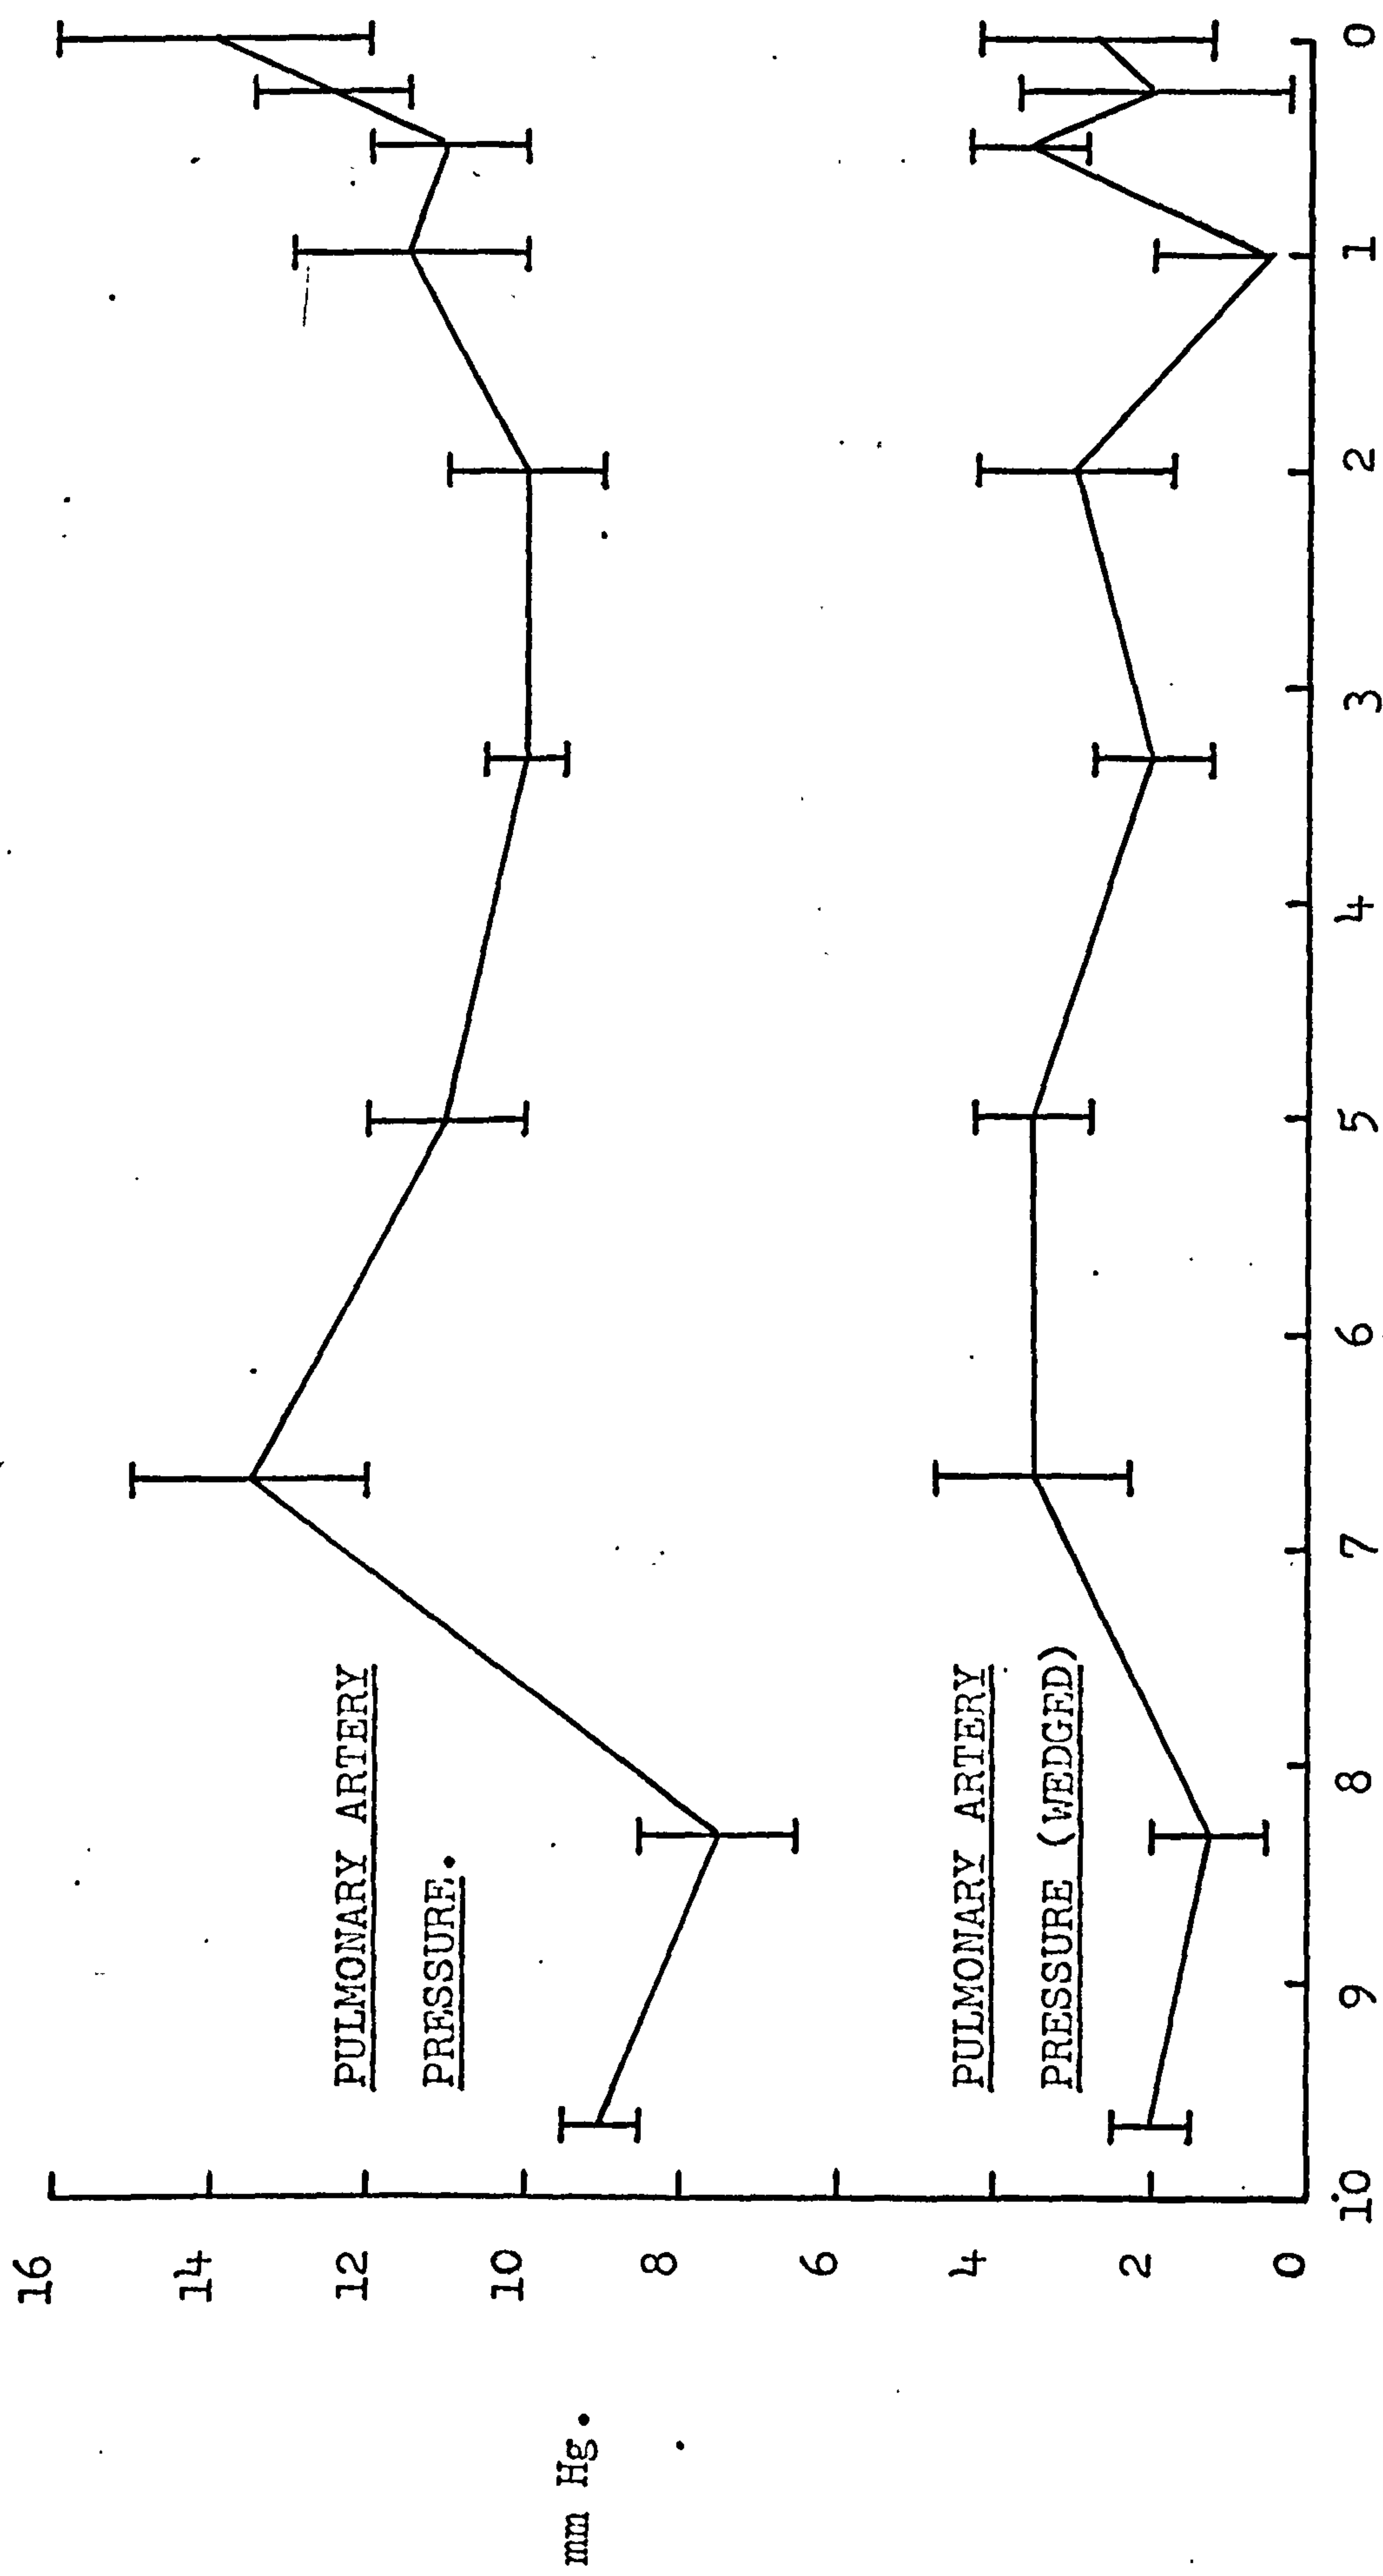 16
14
12
10
8
6
4
2
0
mm Hg.
PULMONARY ARTERY
PRESSURE.
PULMONARY ARTERY
PRESSURE (WEDGED)
10 9 8 7 6 5 4 3 2 1 0